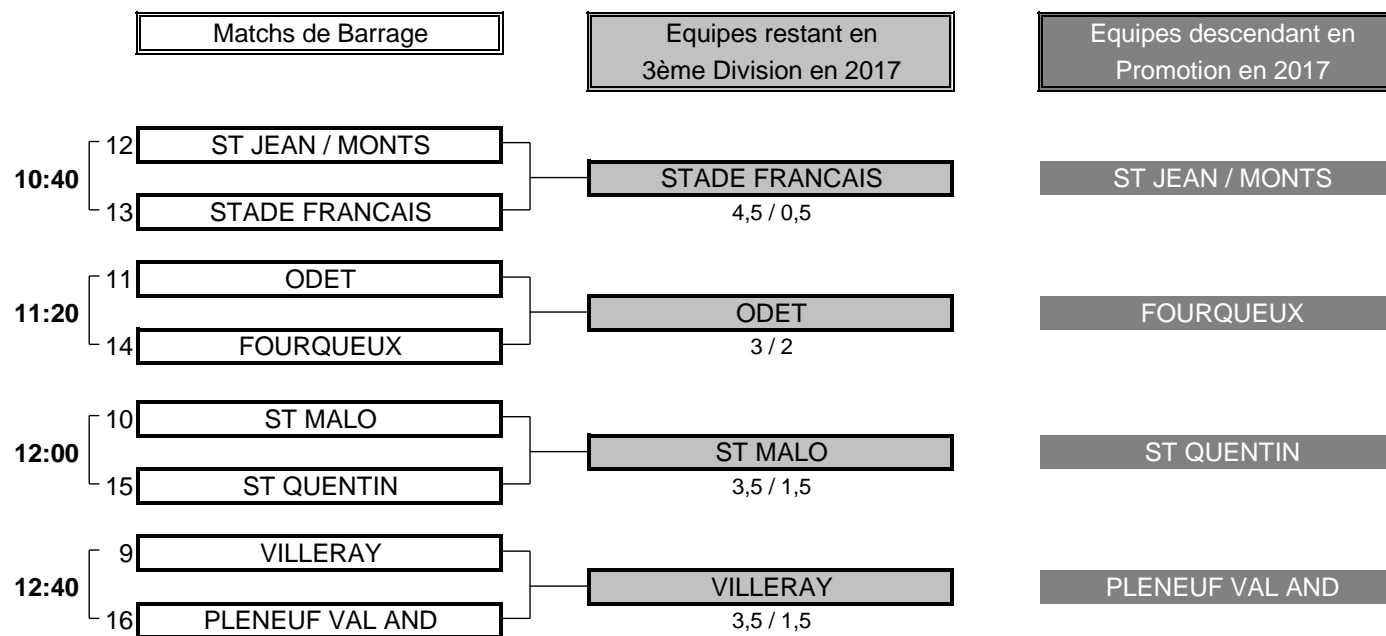 Matchs de Barrage
Equipes restant en
3ème Division en 2017
Equipes descendant en
Promotion en 2017
12 ST JEAN / MONTS
10:40
STADE FRANCAIS
ST JEAN / MONTS
13 STADE FRANCAIS
4,5 / 0,5
11 ODET
11:20
ODET
FOURQUEUX
14 FOURQUEUX
3 / 2
10 ST MALO
12:00
ST MALO
ST QUENTIN
15 ST QUENTIN
3,5 / 1,5
9 VILLERAY
12:40
VILLERAY
PLENEUF VAL AND
16 PLENEUF VAL AND
3,5 / 1,5